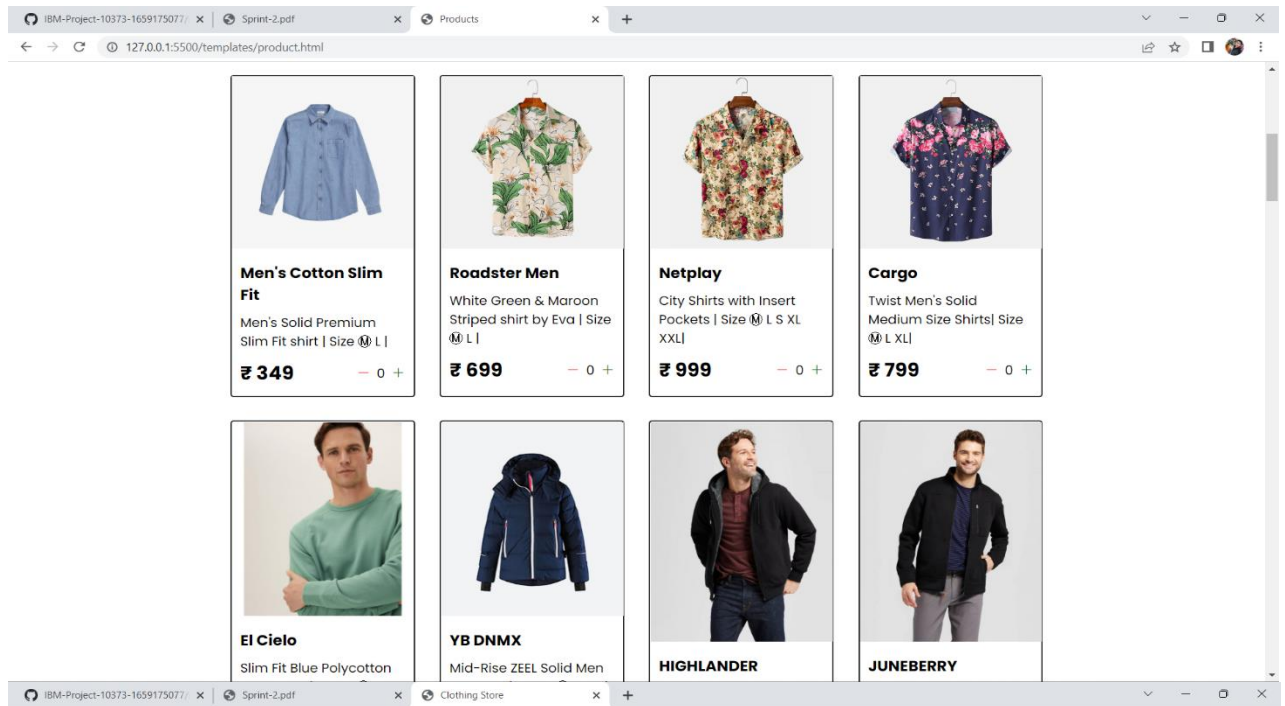 IBM-Project-10373-1659175077/
Sprint-2.pdf
Products
127.0.0.1:5500/templates/product.html
Men's Cotton Slim
Fit
Men's Solid Premium
Slim Fit shirt | Size Ⓜ L |
₹ 349
— 0 +
Roadster Men
White Green & Maroon
Striped shirt by Eva | Size
Ⓜ L |
₹ 699
— 0 +
Netplay
City Shirts with Insert
Pockets | Size Ⓜ L S XL
XXL|
₹ 999
— 0 +
Cargo
Twist Men's Solid
Medium Size Shirts| Size
Ⓜ L XL|
₹ 799
— 0 +
El Cielo
Slim Fit Blue Polycotton
YB DNMX
Mid-Rise ZEEL Solid Men
HIGHLANDER
JUNEBERRY
IBM-Project-10373-1659175077/
Sprint-2.pdf
Clothing Store